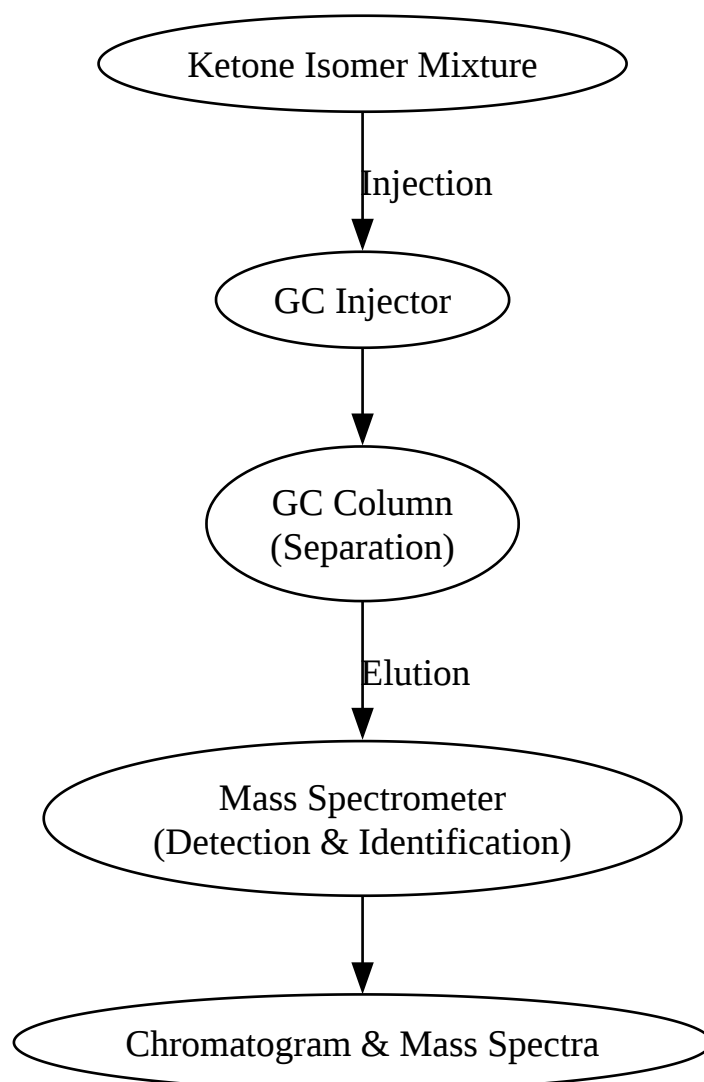 Ketone Isomer Mixture
Injection
GC Injector
GC Column
(Separation)
Elution
Mass Spectrometer
(Detection & Identification)
Chromatogram & Mass Spectra